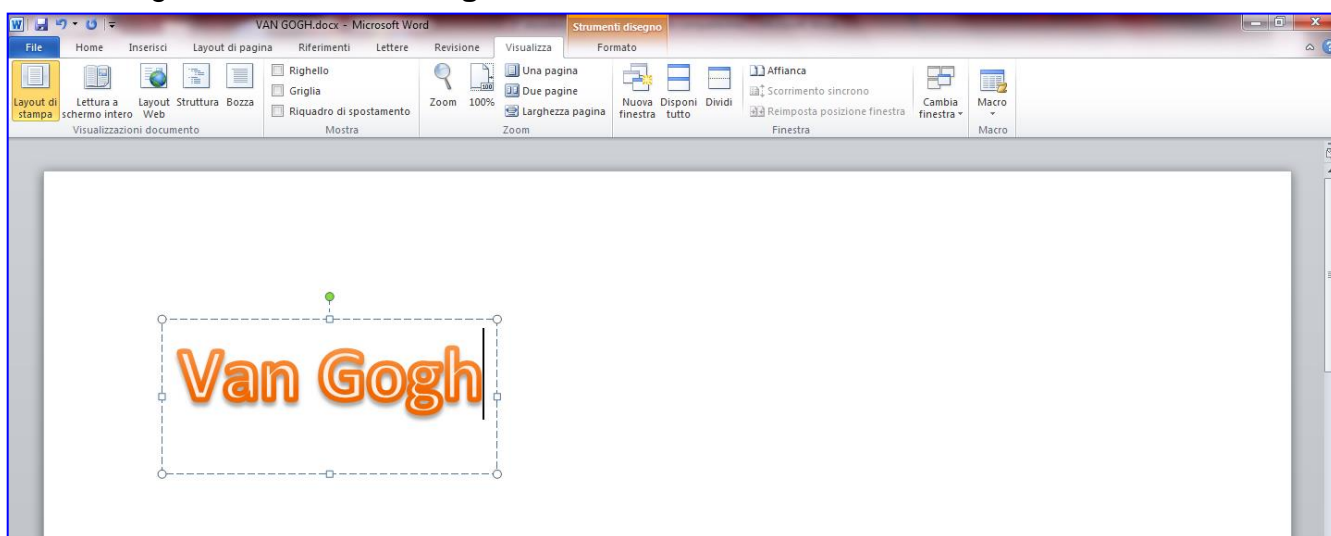 VAN GOGH.docx - Microsoft Word
Strumenti disegno
File Home Inserisci Layout di pagina Riferimenti Lettere Revisione Visualizza Formato
Layout di stampa
Lettura a schermo intero
Layout Web
Struttura
Bozza
Visualizzazioni documento
Righello
Griglia
Riquadro di spostamento
Mostra
Zoom
100%
Una pagina
Due pagine
Larghezza pagina
Zoom
Nuova finestra
Disponi tutto
Dividi
Affianca
Scorrimento sincrono
Reimposta posizione finestra
Cambia finestra
Finestra
Macro
Macro
Van Gogh